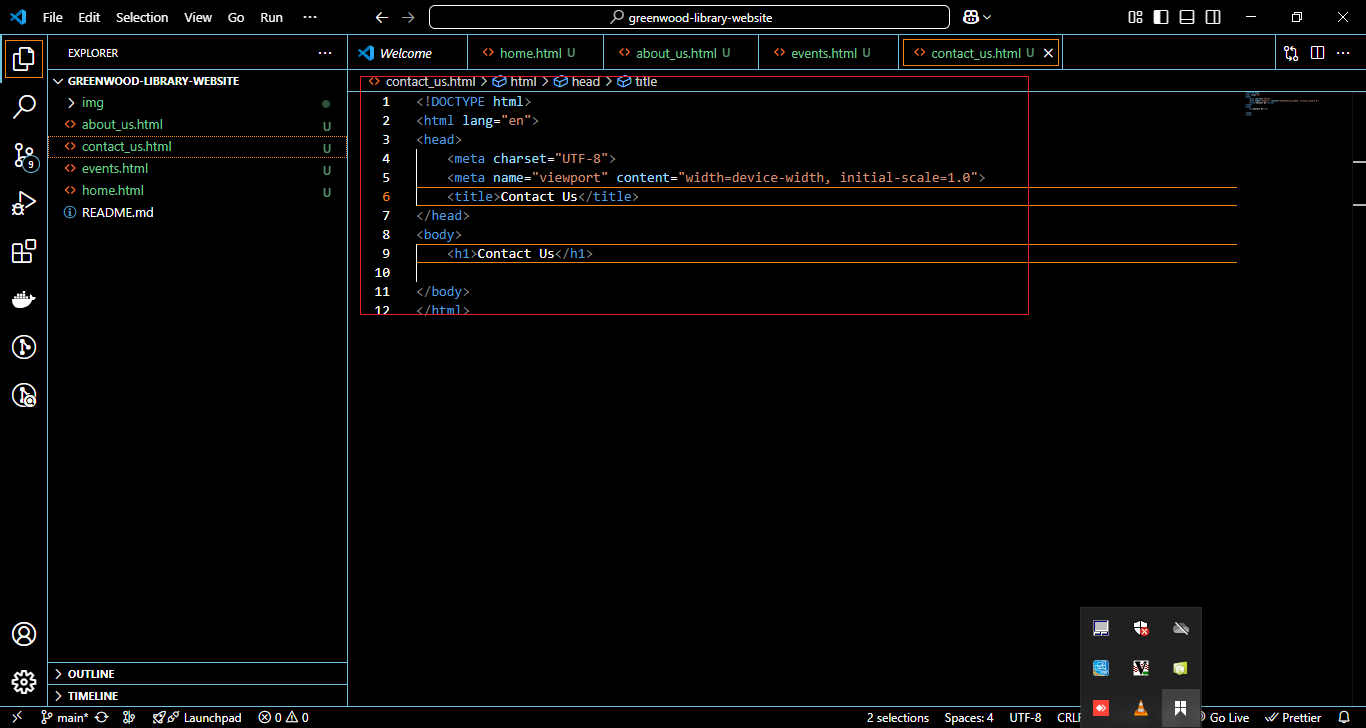 File Edit Selection View Go Run ··· greenwood-library-website
EXPLORER ···
Welcome home.html U about_us.html U events.html U contact_us.html U
GREENWOOD-LIBRARY-WEBSITE
img
about_us.html U
contact_us.html U
events.html U
home.html U
README.md
contact_us.html > html > head > title
1 <!DOCTYPE html>
2 <html lang="en">
3 <head>
4 <meta charset="UTF-8">
5 <meta name="viewport" content="width=device-width, initial-scale=1.0">
6 <title>Contact Us</title>
7 </head>
8 <body>
9 <h1>Contact Us</h1>
10
11 </body>
12 </html>
9
OUTLINE
TIMELINE
main* Launchpad 0 0 2 selections Spaces: 4 UTF-8 CRLF Go Live Prettier